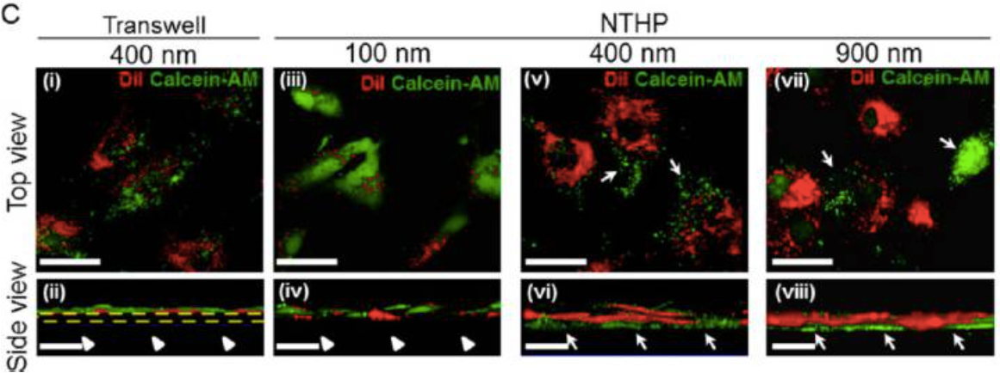 C
Transwell NTHP
400 nm 100 nm 400 nm 900 nm
Top view
(i) DiI Calcein-AM
(iii) DiI Calcein-AM
(v) DiI Calcein-AM
(vii) DiI Calcein-AM
Side view
(ii) (iv) (vi) (viii)